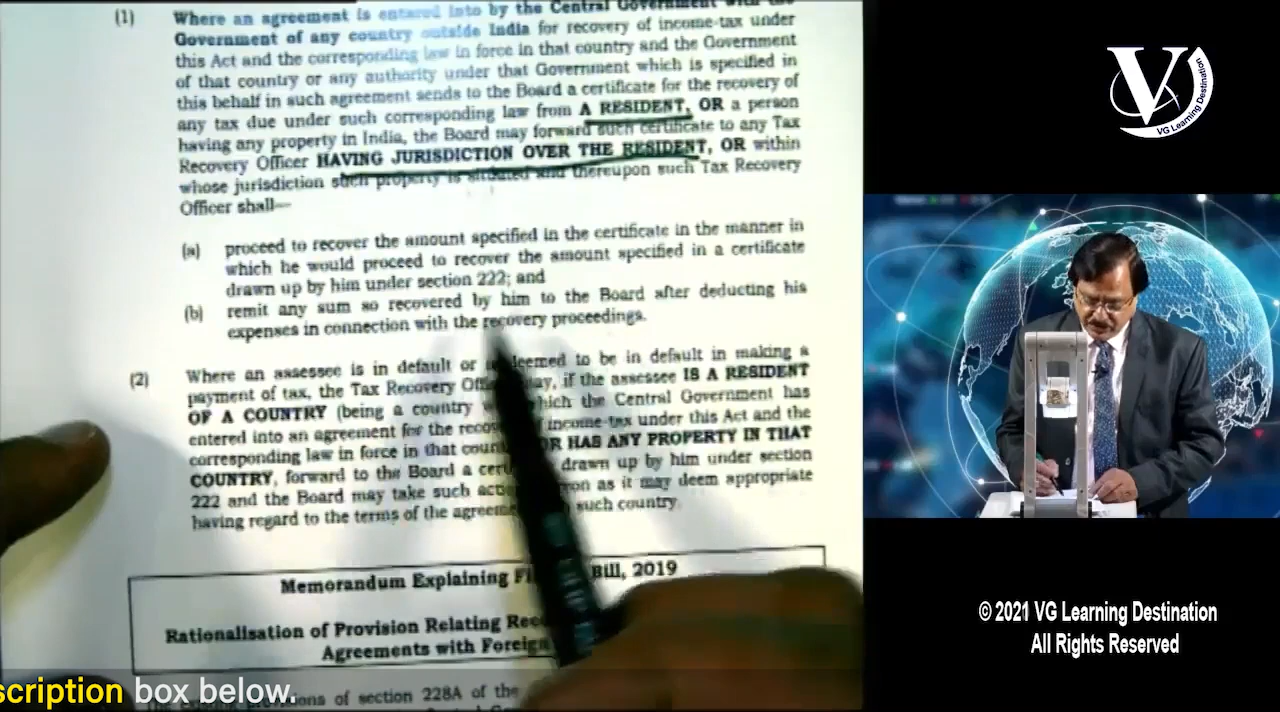 (1) Where an agreement is entered into by the Central Government with the
Government of any country outside India for recovery of income-tax under
this Act and the corresponding law in force in that country and the Government
of that country or any authority under that Government which is specified in
this behalf in such agreement sends to the Board a certificate for the recovery of
any tax due under such corresponding law from A RESIDENT, OR a person
having any property in India, the Board may forward such certificate to any Tax
Recovery Officer HAVING JURISDICTION OVER THE RESIDENT, OR within
whose jurisdiction such property is situated and thereupon such Tax Recovery
Officer shall—
(a) proceed to recover the amount specified in the certificate in the manner in
which he would proceed to recover the amount specified in a certificate
drawn up by him under section 222; and
(b) remit any sum so recovered by him to the Board after deducting his
expenses in connection with the recovery proceedings.
(2) Where an assessee is in default or deemed to be in default in making a
payment of tax, the Tax Recovery may, if the assessee IS A RESIDENT
OF A COUNTRY (being a country which the Central Government has
entered into an agreement for the income-tax under this Act and the
corresponding law in force in that OR HAS ANY PROPERTY IN THAT
COUNTRY, forward to the Board a drawn up by him under section
222 and the Board may take such as it may deem appropriate
having regard to the terms of the such country.
Memorandum Explaining Bill, 2019
Rationalisation of Provision Relating
Agreements with
of section 228A of the
scription box below.
V
VG Learning Destination
© 2021 VG Learning Destination
All Rights Reserved